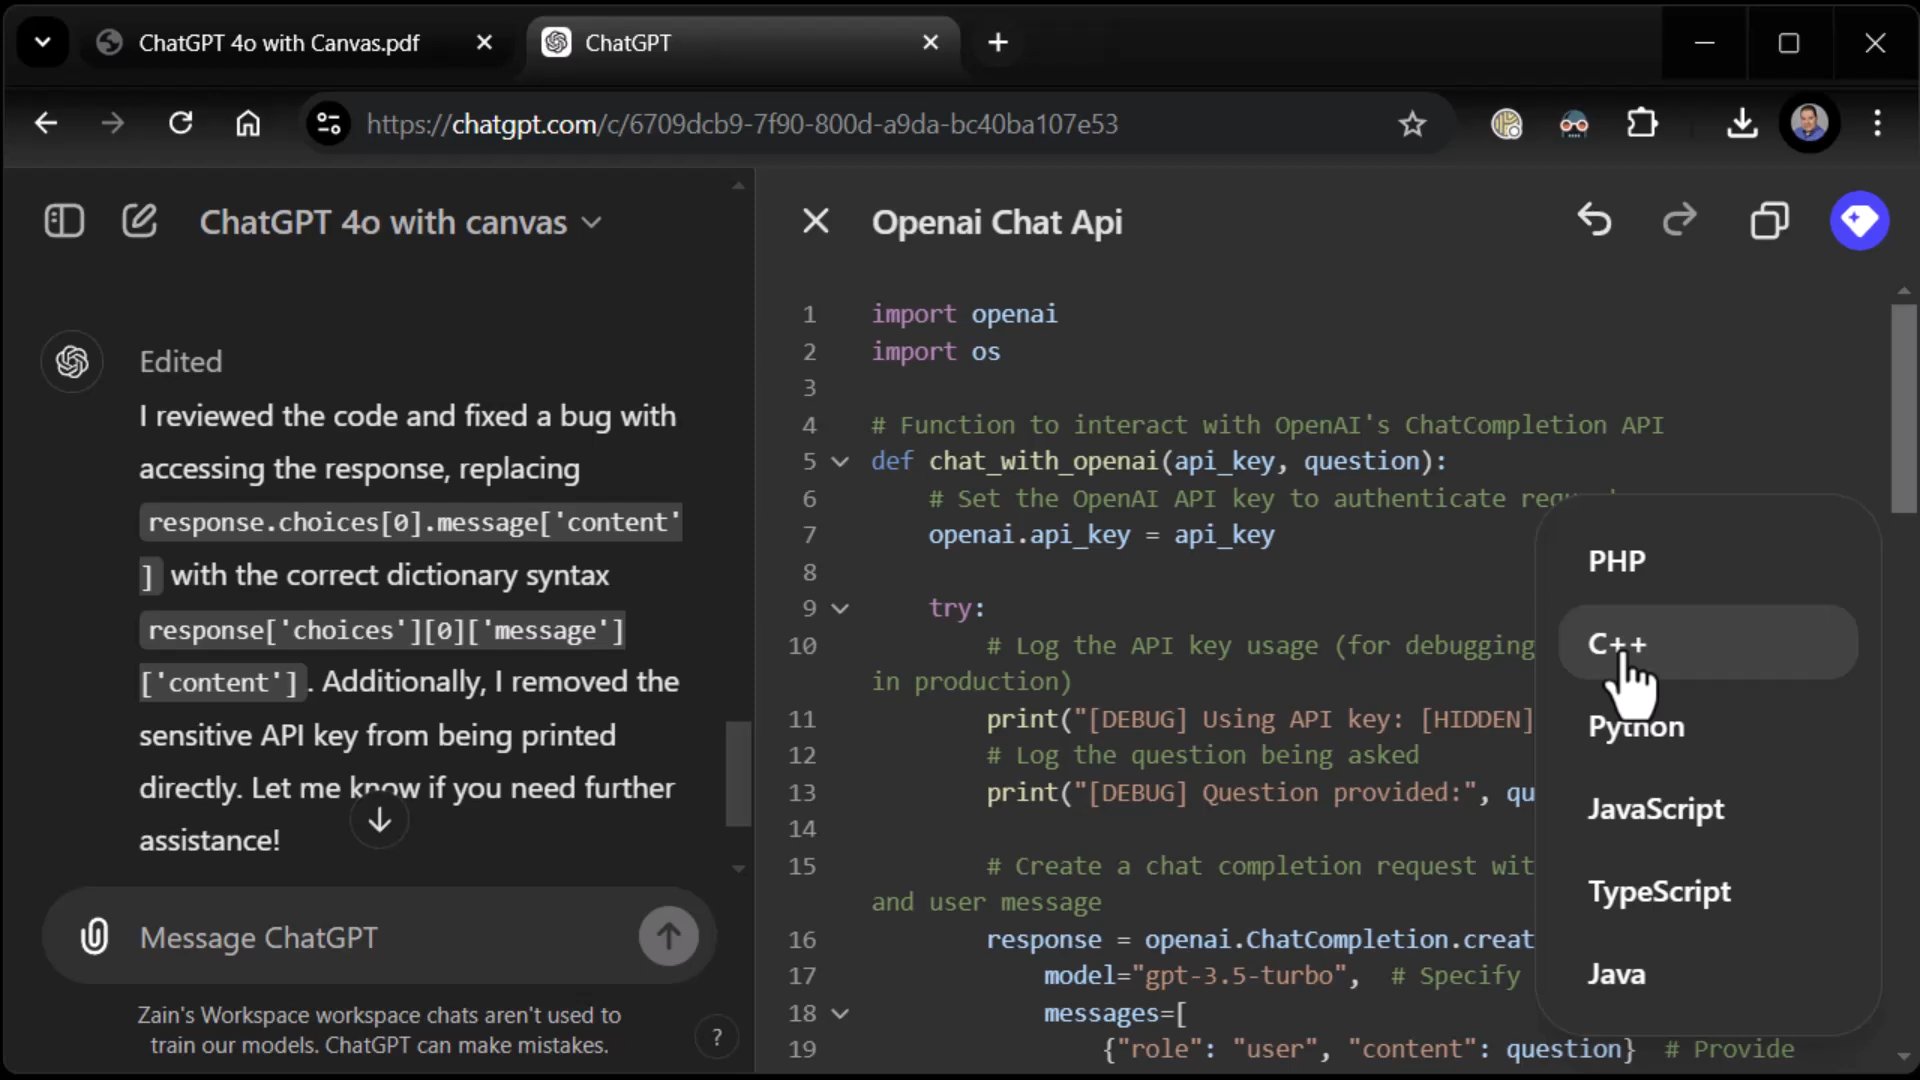 ChatGPT 4o with Canvas.pdf
ChatGPT
https://chatgpt.com/c/6709dcb9-7f90-800d-a9da-bc40ba107e53
ChatGPT 4o with canvas
Edited
I reviewed the code and fixed a bug with
accessing the response, replacing
response.choices[0].message['content'
] with the correct dictionary syntax
response['choices'][0]['message']
['content']. Additionally, I removed the
sensitive API key from being printed
directly. Let me know if you need further
assistance!
Message ChatGPT
Zain's Workspace workspace chats aren't used to
train our models. ChatGPT can make mistakes.
?
Openai Chat Api
1 import openai
2 import os
3
4 # Function to interact with OpenAI's ChatCompletion API
5 def chat_with_openai(api_key, question):
6 # Set the OpenAI API key to authenticate
7 openai.api_key = api_key
8
9 try:
10 # Log the API key usage (for debugging
in production)
11 print("[DEBUG] Using API key: [HIDDEN]
12 # Log the question being asked
13 print("[DEBUG] Question provided:", qu
14
15 # Create a chat completion request wit
and user message
16 response = openai.ChatCompletion.creat
17 model="gpt-3.5-turbo", # Specify
18 messages=[
19 {"role": "user", "content": question} # Provide
PHP
C++
Python
JavaScript
TypeScript
Java